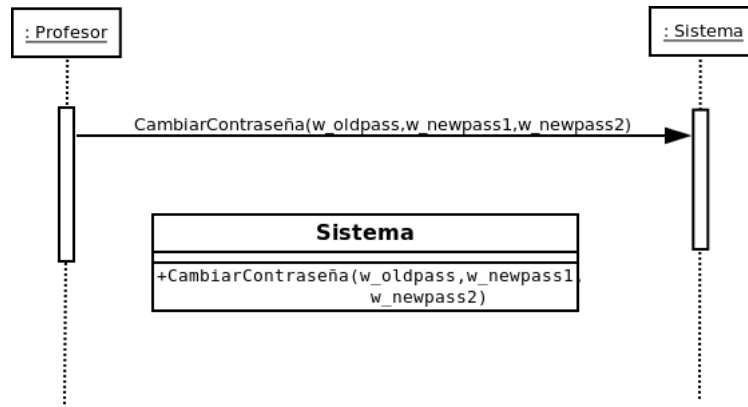 : Profesor
: Sistema
CambiarContraseña(w_oldpass,w_newpass1,w_newpass2)
Sistema
+CambiarContraseña(w_oldpass,w_newpass1,
w_newpass2)